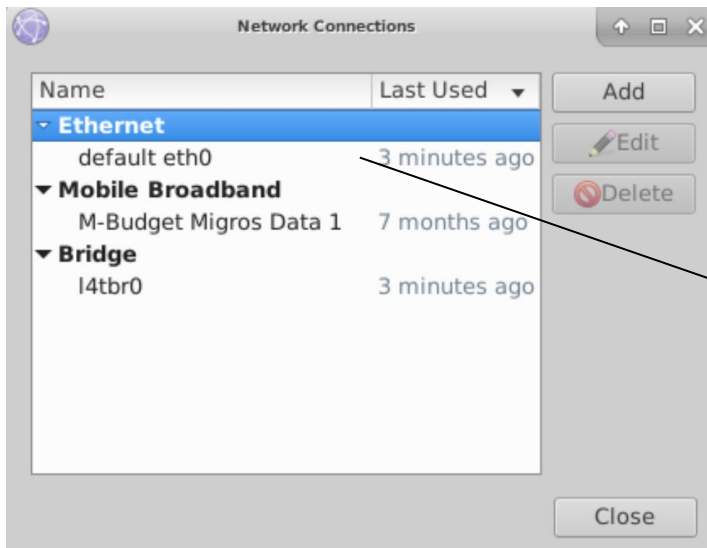 Network Connections
Name Last Used
Ethernet
default eth0 3 minutes ago
Mobile Broadband
M-Budget Migros Data 1 7 months ago
Bridge
l4tbr0 3 minutes ago
Add
Edit
Delete
Close